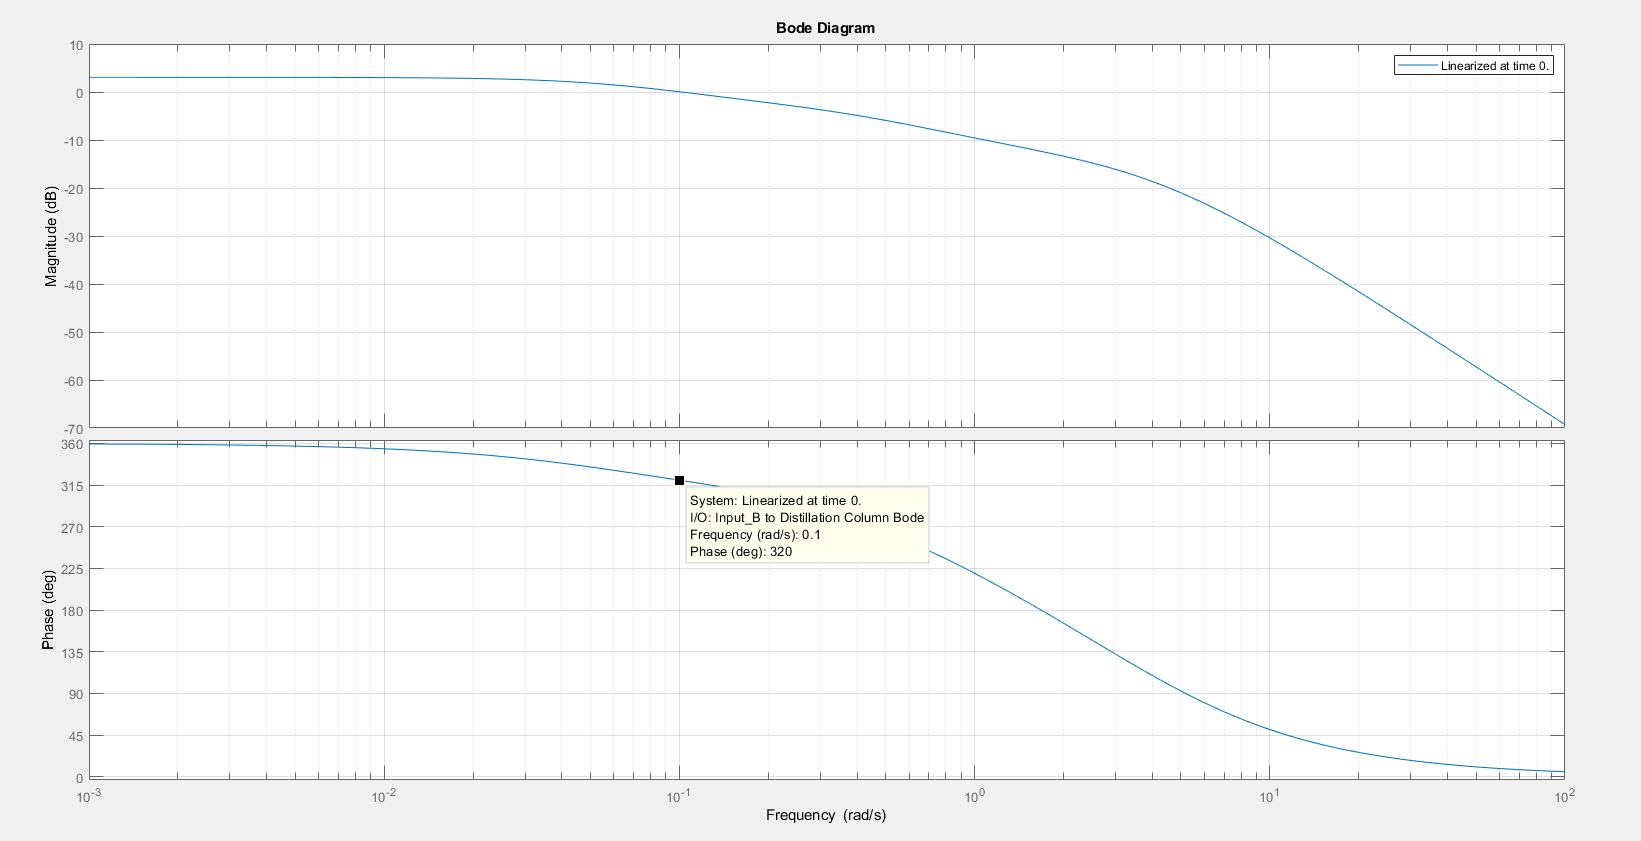 Bode Diagram
Linearized at time 0.
Magnitude (dB)
10
0
-10
-20
-30
-40
-50
-60
-70
Phase (deg)
360
315
270
225
180
135
90
45
0
System: Linearized at time 0.
I/O: Input_B to Distillation Column Bode
Frequency (rad/s): 0.1
Phase (deg): 320
10^-3 10^-2 10^-1 10^0 10^1 10^2
Frequency (rad/s)